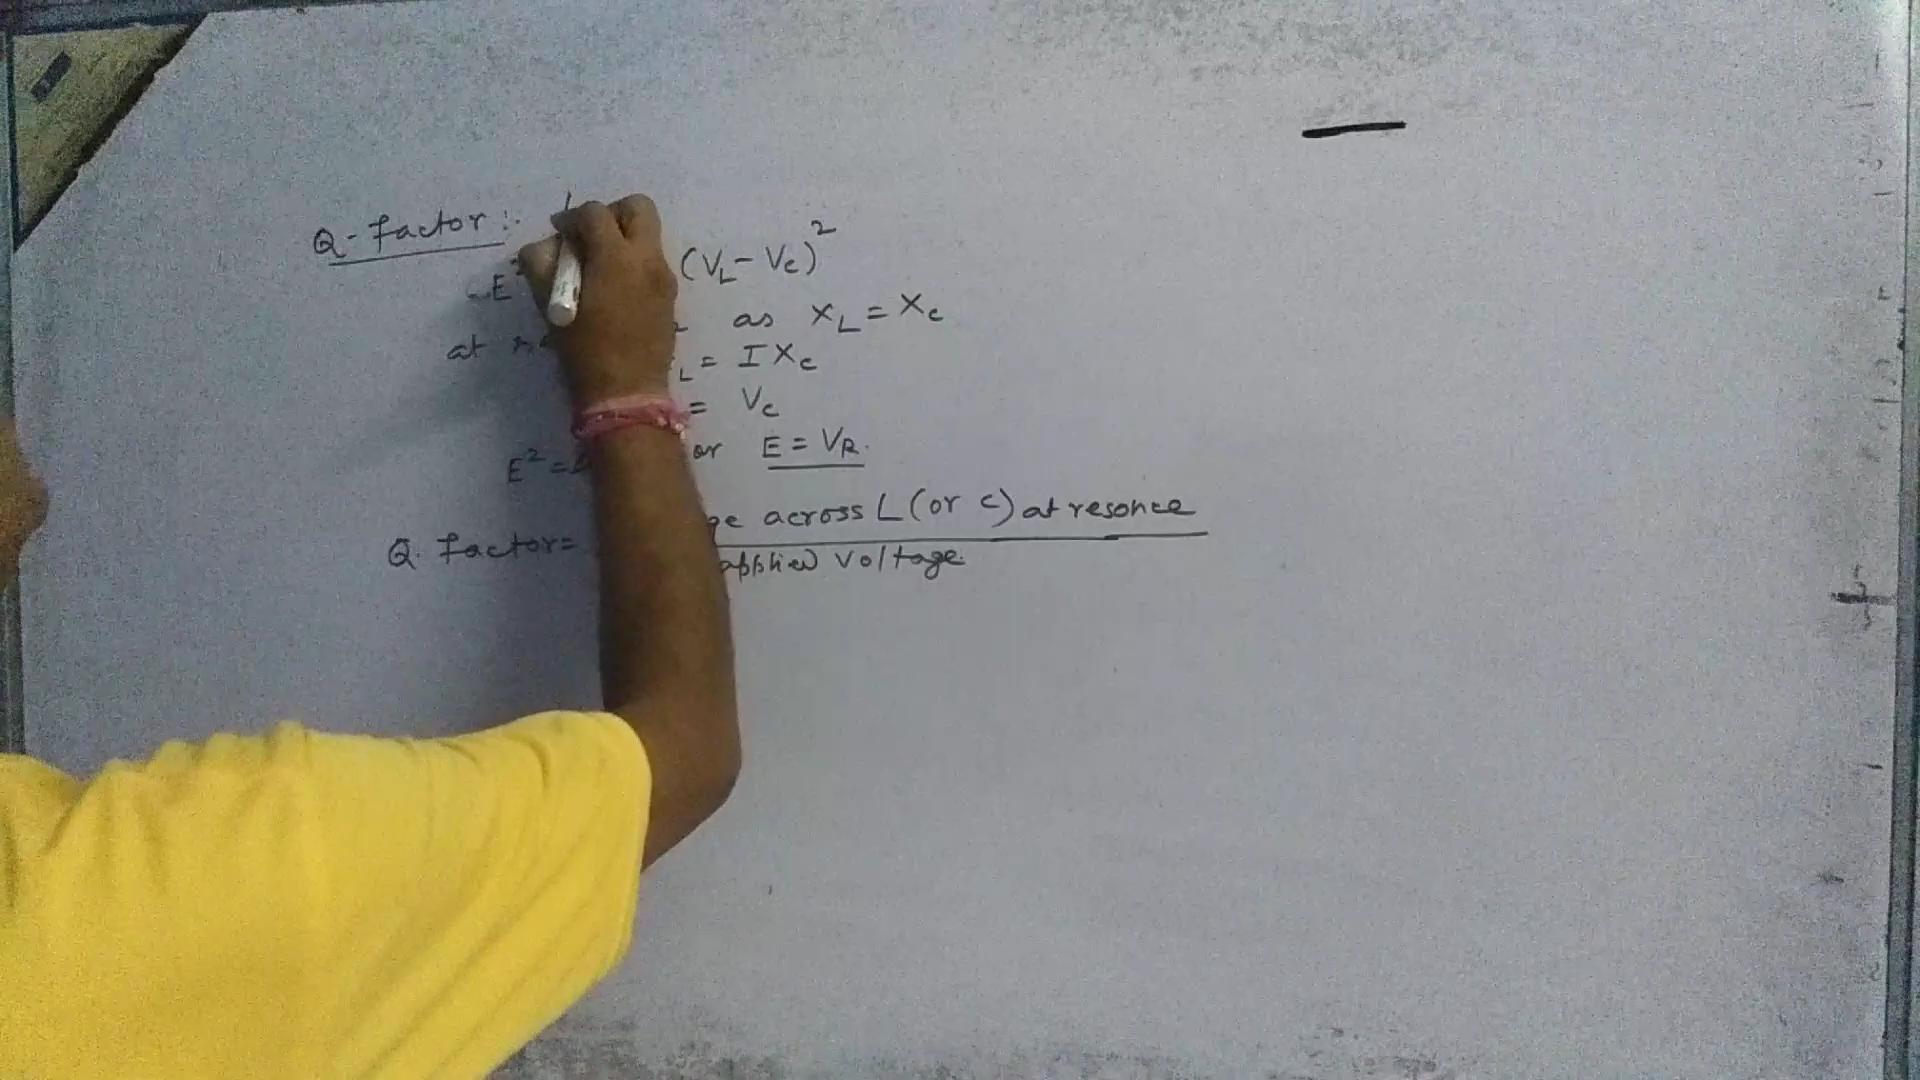 Q-Factor:-
E² (V_L - V_C)²
at as X_L = X_C
L = I X_C
= V_C
E² = or E = V_R.
Q. Factor = across L (or C) at resonce
applied voltage.